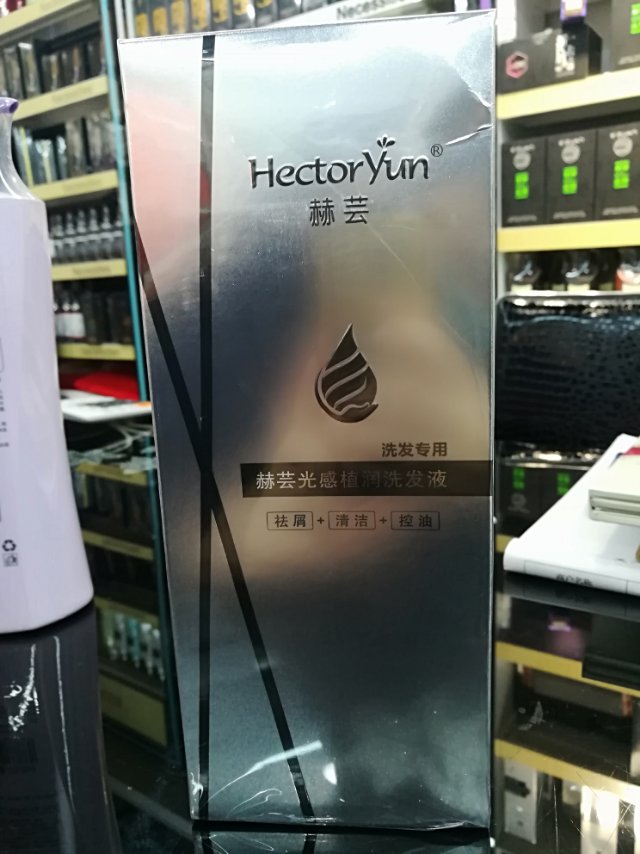 Necessi
HectorYun®
赫芸
洗发专用
赫芸光感植润洗发液
祛屑+清洁+控油